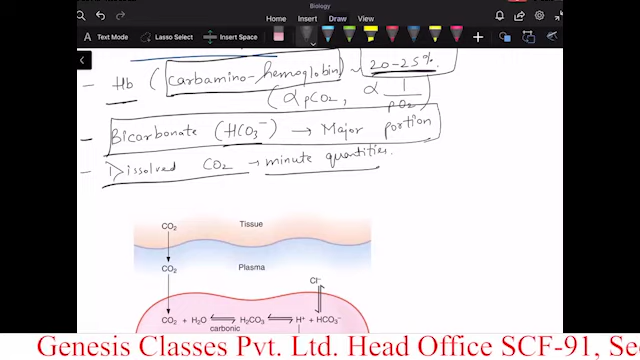 Biology
Home Insert Draw View
Text Mode Lasso Select Insert Space
- Hb (Carbamino-hemoglobin) ~ 20-25%.
(α pCO2, α 1/pO2)
- Bicarbonate (HCO3⁻) → Major portion
- Dissolved CO2 → minute quantities.
CO₂ Tissue
CO₂ Plasma
Cl⁻
CO₂ + H₂O ⇌ H₂CO₃ ⇌ H⁺ + HCO₃⁻
carbonic
Genesis Classes Pvt. Ltd. Head Office SCF-91, Se